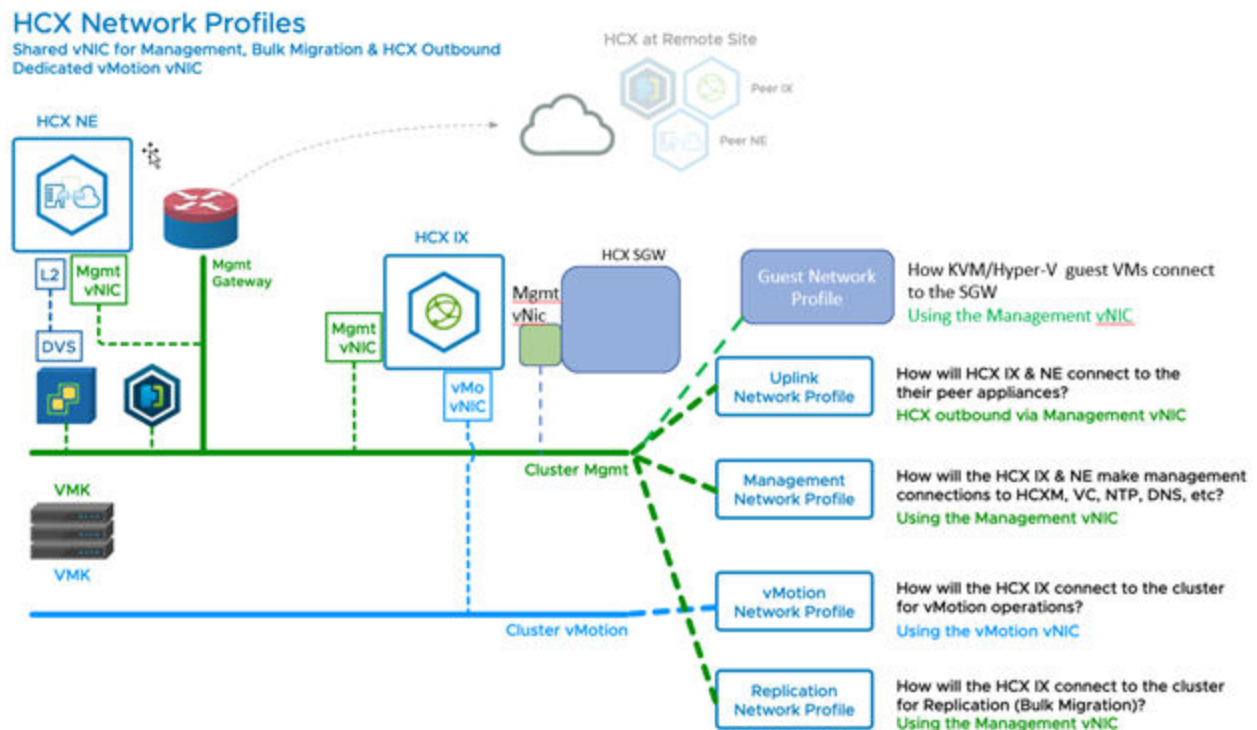 HCX Network Profiles
Shared vNIC for Management, Bulk Migration & HCX Outbound
Dedicated vMotion vNIC
HCX at Remote Site
Peer IX
Peer NE
HCX NE
L2
Mgmt
vNIC
DVS
Mgmt
Gateway
HCX IX
Mgmt
vNIC
vMo
vNIC
HCX SGW
Mgmt
vNic
Cluster Mgmt
VMK
VMK
Cluster vMotion
Guest Network
Profile
How KVM/Hyper-V guest VMs connect
to the SGW
Using the Management vNIC
Uplink
Network Profile
How will HCX IX & NE connect to the
their peer appliances?
HCX outbound via Management vNIC
Management
Network Profile
How will the HCX IX & NE make management
connections to HCXM, VC, NTP, DNS, etc?
Using the Management vNIC
vMotion
Network Profile
How will the HCX IX connect to the cluster
for vMotion operations?
Using the vMotion vNIC
Replication
Network Profile
How will the HCX IX connect to the cluster
for Replication (Bulk Migration)?
Using the Management vNIC